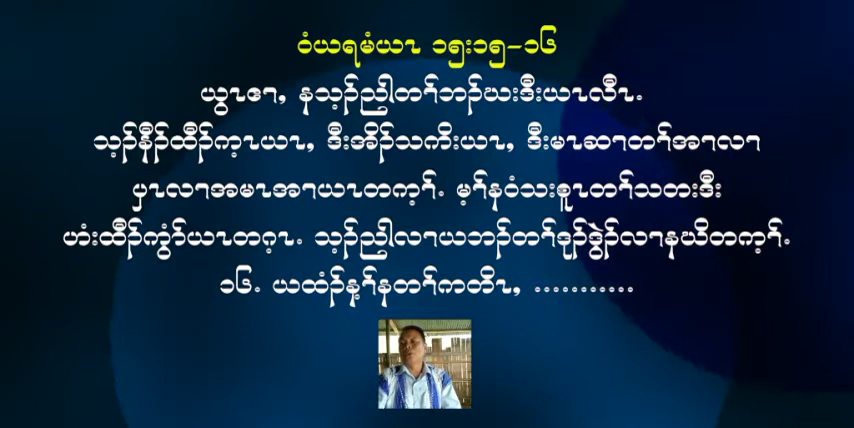 ဝံယရမံယၤ ၁၅း၁၅-၁၆
ယွၤဧၢ, နသ့ၣ်ညါတၢ်ဘၣ်ဃးဒီးယၤလီၤ.
သ့ၣ်နီၣ်ထီၣ်က့ၤယၤ, ဒီးအိၣ်သကိးယၤ, ဒီးမၤဆၢတၢ်အၢလၢ
ပှၤလၢအမၤအၢယၤတက့ၢ်. မ့ၢ်နဝံသးစူၤတၢ်သတးဒီး
ဟံးထီၣ်ကွံာ်ယၤတဂ့ၤ. သ့ၣ်ညါလၢယဘၣ်တၢ်ဒုၣ်ဒွဲၣ်လၢနဃိတက့ၢ်.
၁၆. ယထံၣ်န့ၢ်နတၢ်ကတိၤ, ...........